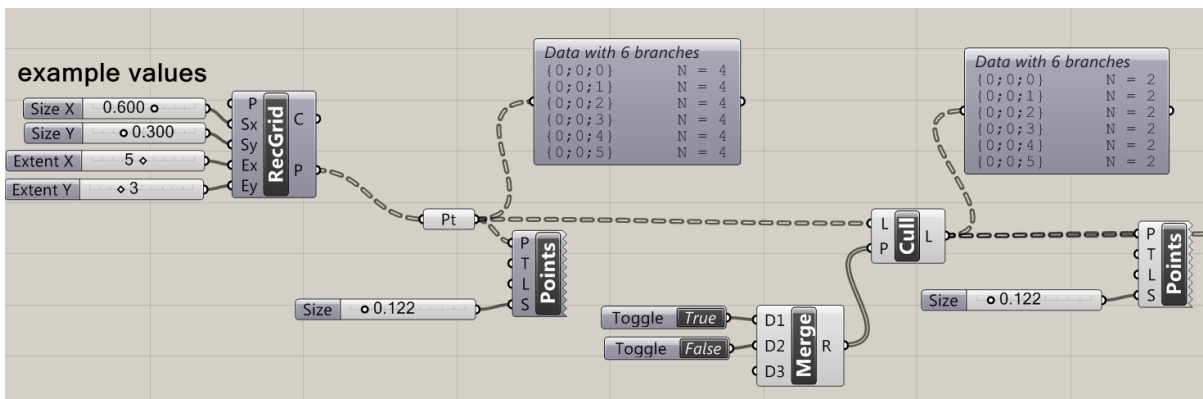 example values
Size X 0.600
Size Y 0.300
Extent X 5
Extent Y 3
P
Sx
Sy
Ex
Ey
RecGrid
C
P
Data with 6 branches
{0;0;0} N = 4
{0;0;1} N = 4
{0;0;2} N = 4
{0;0;3} N = 4
{0;0;4} N = 4
{0;0;5} N = 4
Pt
P
T
L
S
Points
Size 0.122
Toggle True
Toggle False
D1
D2
D3
Merge
R
L
P
Cull
L
Data with 6 branches
{0;0;0} N = 2
{0;0;1} N = 2
{0;0;2} N = 2
{0;0;3} N = 2
{0;0;4} N = 2
{0;0;5} N = 2
Size 0.122
P
T
L
S
Points